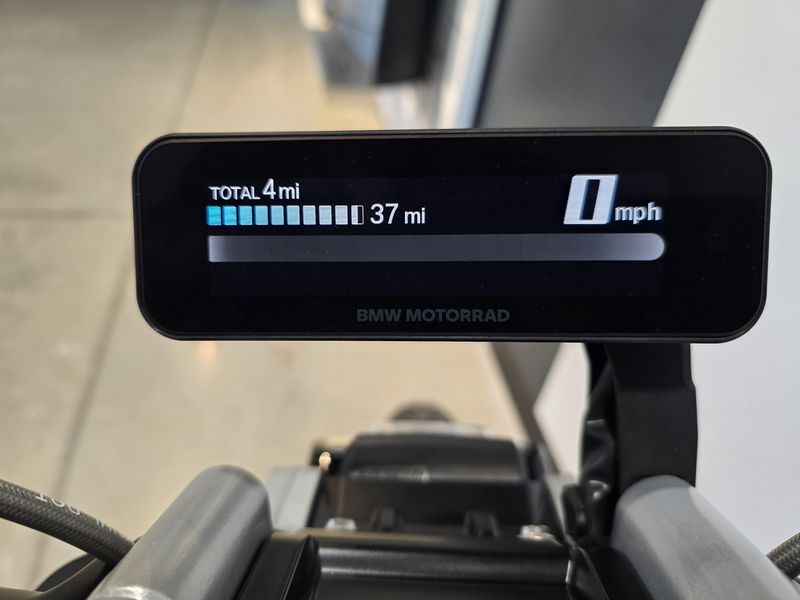 TOTAL 4 mi
37 mi
0 mph
BMW MOTORRAD